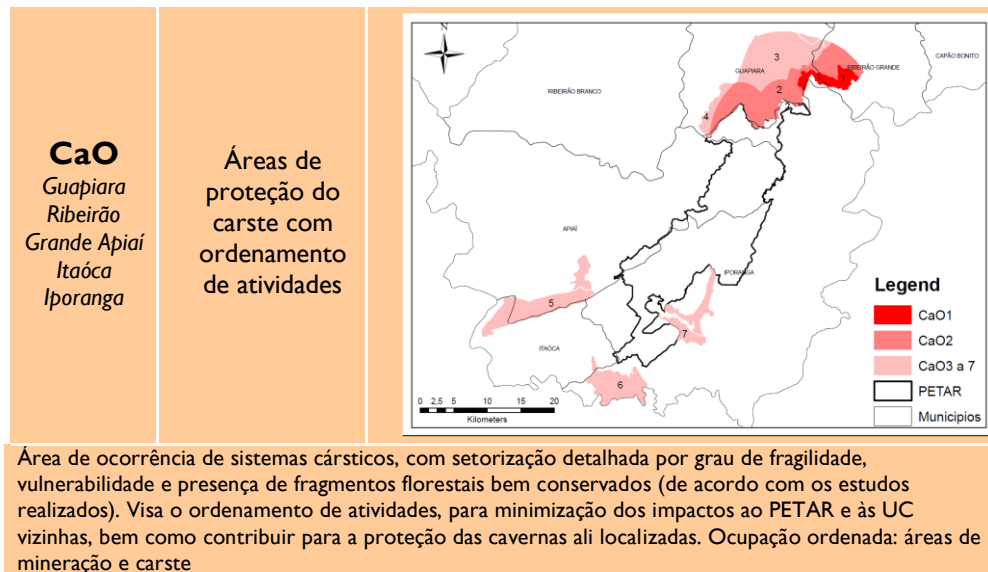 CaO
Guapiara
Ribeirão
Grande Apiaí
Itaóca
Iporanga
Áreas de
proteção do
carste com
ordenamento
de atividades
N
3
GUAPIARA
RIBEIRÃO GRANDE
CAPÃO BONITO
RIBEIRÃO BRANCO
1
2
4
APIAÍ
IPORANGA
5
7
ITAÓCA
6
0 2,5 5 10 15 20
Kilometers
Legend
CaO1
CaO2
CaO3 a 7
PETAR
Municipios
Área de ocorrência de sistemas cársticos, com setorização detalhada por grau de fragilidade,
vulnerabilidade e presença de fragmentos florestais bem conservados (de acordo com os estudos
realizados). Visa o ordenamento de atividades, para minimização dos impactos ao PETAR e às UC
vizinhas, bem como contribuir para a proteção das cavernas ali localizadas. Ocupação ordenada: áreas de
mineração e carste